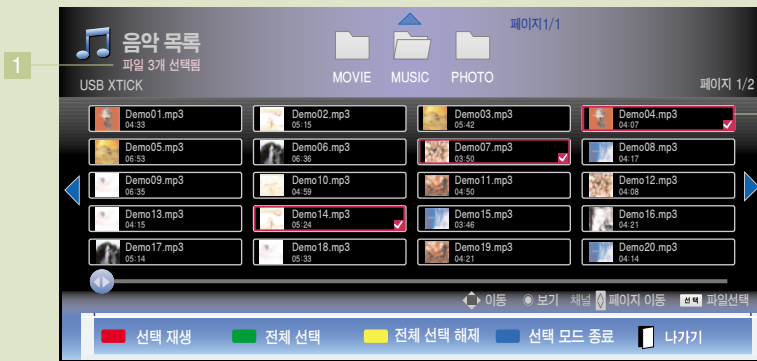 1
음악 목록
파일 3개 선택됨
USB XTICK
페이지1/1
MOVIE MUSIC PHOTO
페이지 1/2
Demo01.mp3 Demo02.mp3 Demo03.mp3 Demo04.mp3
04:33 05:15 05:42 04:07
Demo05.mp3 Demo06.mp3 Demo07.mp3 Demo08.mp3
06:53 06:36 03:50 04:17
Demo09.mp3 Demo10.mp3 Demo11.mp3 Demo12.mp3
06:35 04:59 04:50 04:08
Demo13.mp3 Demo14.mp3 Demo15.mp3 Demo16.mp3
04:15 05:24 03:46 04:21
Demo17.mp3 Demo18.mp3 Demo19.mp3 Demo20.mp3
05:14 05:33 04:21 04:14
이동 보기 채널 페이지 이동 선택 파일선택
선택 재생 전체 선택 전체 선택 해제 선택 모드 종료 나가기